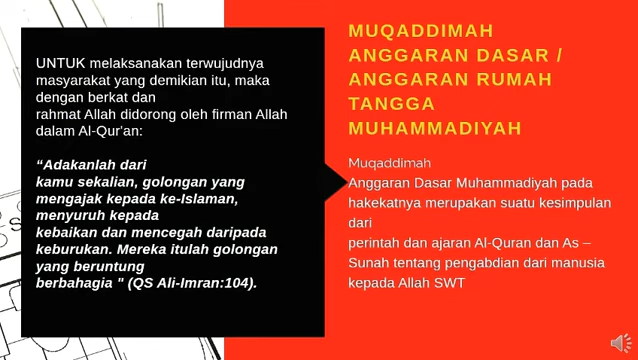 UNTUK melaksanakan terwujudnya
masyarakat yang demikian itu, maka
dengan berkat dan
rahmat Allah didorong oleh firman Allah
dalam Al-Qur'an:
“Adakanlah dari
kamu sekalian, golongan yang
mengajak kepada ke-Islaman,
menyuruh kepada
kebaikan dan mencegah daripada
keburukan. Mereka itulah golongan
yang beruntung
berbahagia " (QS Ali-Imran:104).
MUQADDIMAH
ANGGARAN DASAR /
ANGGARAN RUMAH
TANGGA
MUHAMMADIYAH
Muqaddimah
Anggaran Dasar Muhammadiyah pada
hakekatnya merupakan suatu kesimpulan
dari
perintah dan ajaran Al-Quran dan As –
Sunah tentang pengabdian dari manusia
kepada Allah SWT